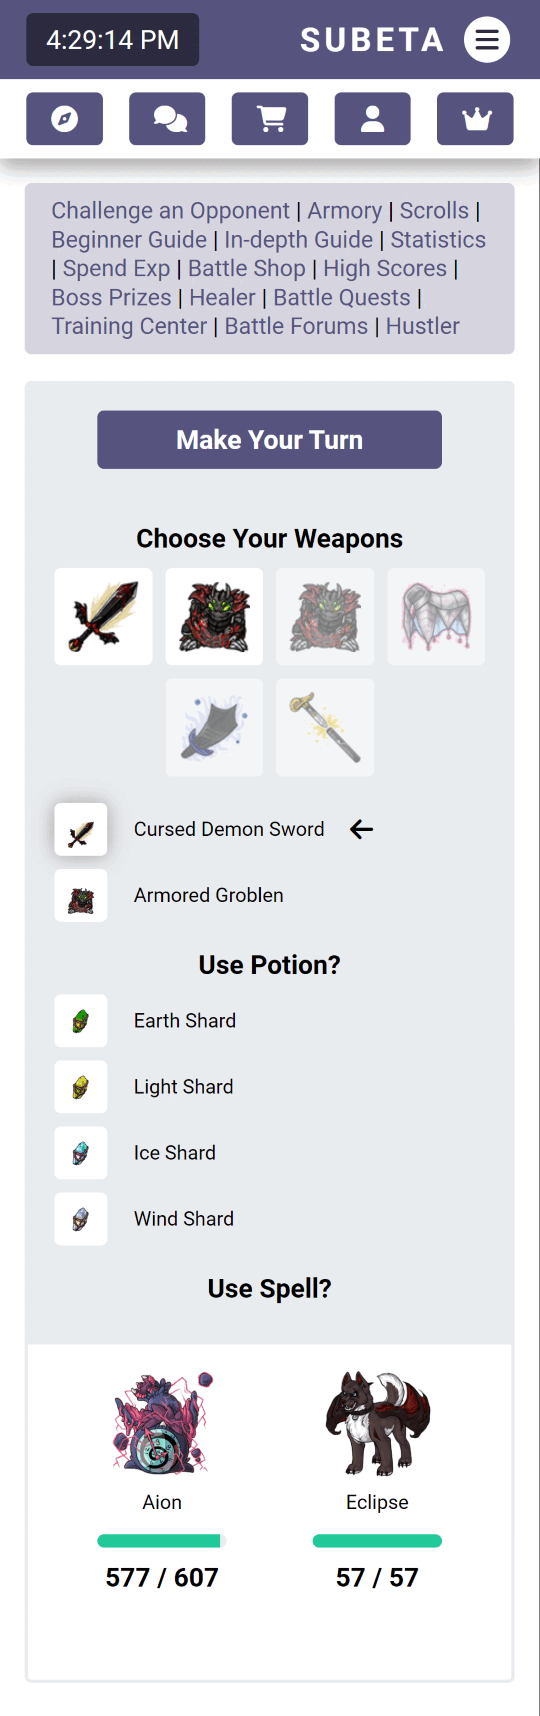 4:29:14 PM
SUBETA
Challenge an Opponent | Armory | Scrolls |
Beginner Guide | In-depth Guide | Statistics
| Spend Exp | Battle Shop | High Scores |
Boss Prizes | Healer | Battle Quests |
Training Center | Battle Forums | Hustler
Make Your Turn
Choose Your Weapons
Cursed Demon Sword
Armored Groblen
Use Potion?
Earth Shard
Light Shard
Ice Shard
Wind Shard
Use Spell?
Aion
Eclipse
577 / 607
57 / 57